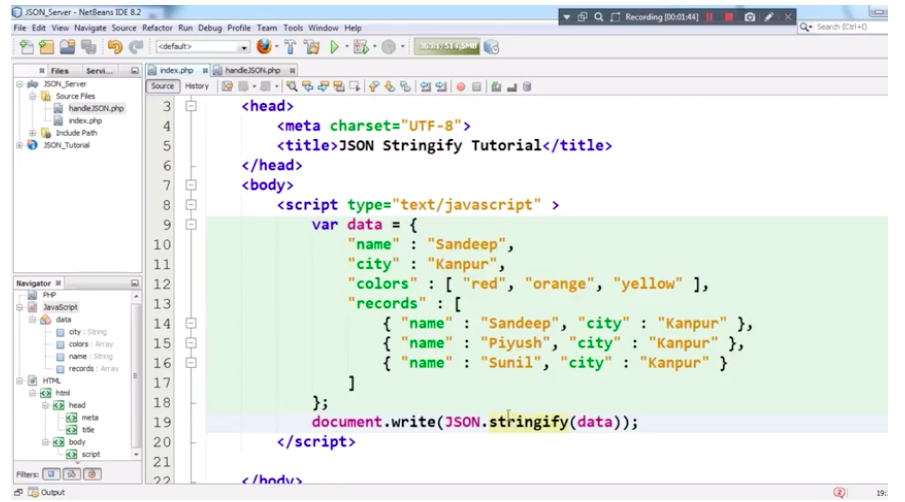 JSON_Server - NetBeans IDE 8.2
Recording (00:01:44)
File Edit View Navigate Source Refactor Run Debug Profile Team Tools Window Help
Search (Ctrl+I)
<default>
Files Servi...
index.php handleJSON.php
JSON_Server
Source Files
handleJSON.php
index.php
Include Path
JSON_Tutorial
Source History
3 <head>
4 <meta charset="UTF-8">
5 <title>JSON Stringify Tutorial</title>
6 </head>
7 <body>
8 <script type="text/javascript" >
9 var data = {
10 "name" : "Sandeep",
11 "city" : "Kanpur",
12 "colors" : [ "red", "orange", "yellow" ],
13 "records" : [
14 { "name" : "Sandeep", "city" : "Kanpur" },
15 { "name" : "Piyush", "city" : "Kanpur" },
16 { "name" : "Sunil", "city" : "Kanpur" }
17 ]
18 };
19 document.write(JSON.stringify(data));
20 </script>
21
22 </body>
Navigator
PHP
JavaScript
data
city : String
colors : Array
name : String
records : Array
HTML
html
head
meta
title
body
script
Filters:
Output
19: